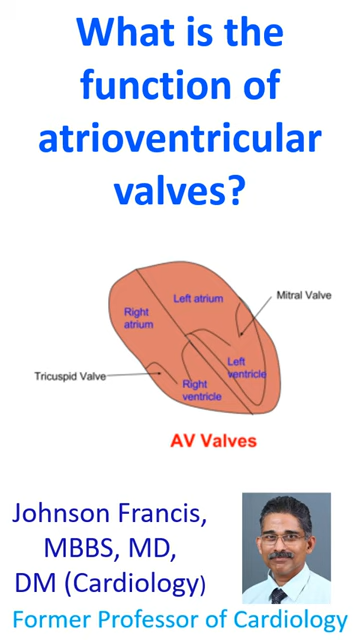 What is the
function of
atrioventricular
valves?
Left atrium
Mitral Valve
Right
atrium
Left
ventricle
Tricuspid Valve
Right
ventricle
AV Valves
Johnson Francis,
MBBS, MD,
DM (Cardiology)
Former Professor of Cardiology